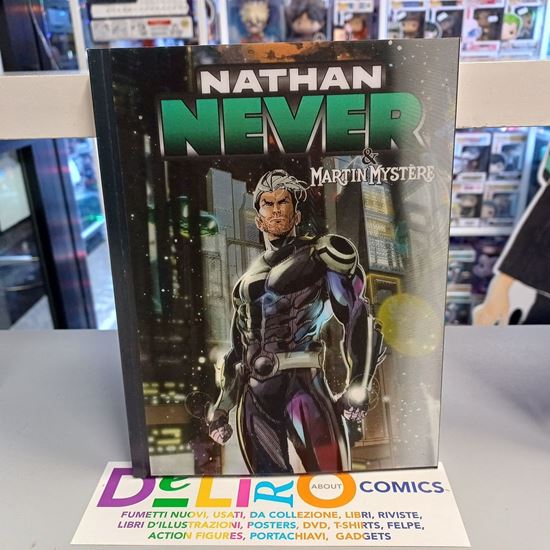 NATHAN
NEVER
&
MARTIN MYSTÈRE
DeLiRO ABOUT COMICS
FUMETTI NUOVI, USATI, DA COLLEZIONE, LIBRI, RIVISTE,
LIBRI D'ILLUSTRAZIONI, POSTERS, DVD, T-SHIRTS, FELPE,
ACTION FIGURES, PORTACHIAVI, GADGETS